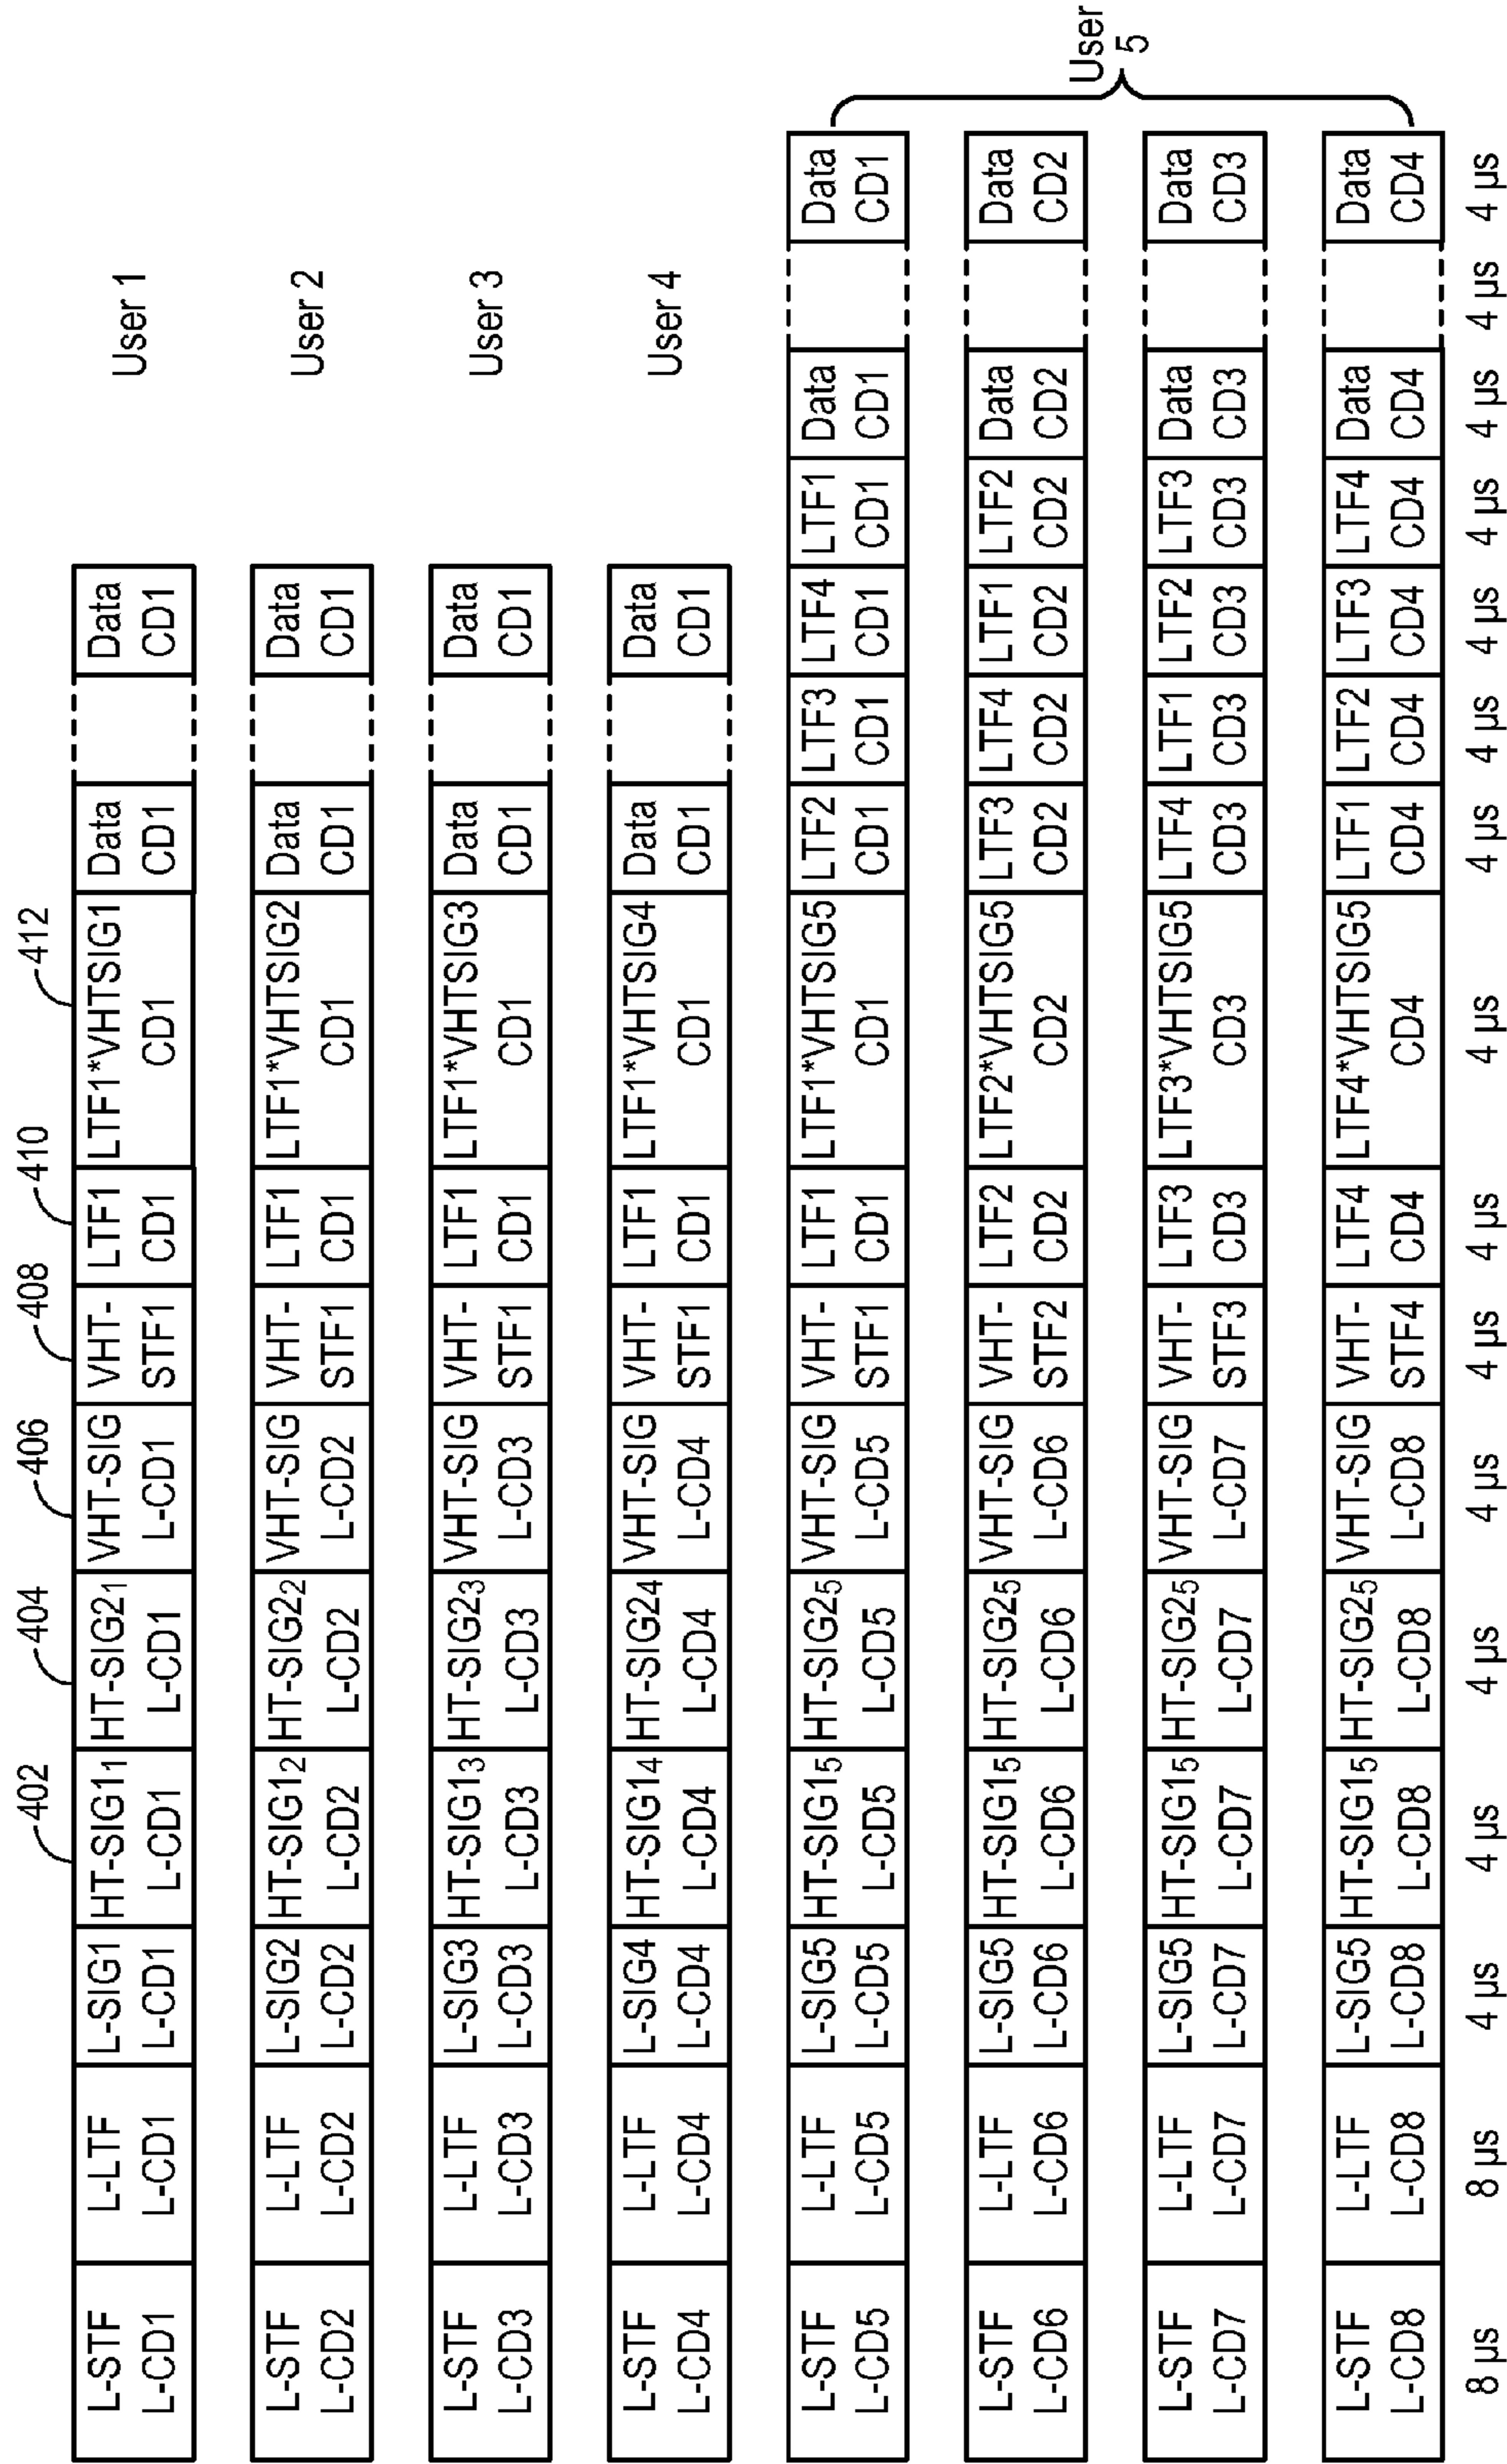 402
404
406
408
410
412
L-STF L-LTF L-SIG1 HT-SIG1₁ HT-SIG2₁ VHT-SIG VHT- LTF1 LTF1*VHTSIG1 Data Data
L-CD1 L-CD1 L-CD1 L-CD1 L-CD1 L-CD1 STF1 CD1 CD1 CD1 CD1
User 1
L-STF L-LTF L-SIG2 HT-SIG1₂ HT-SIG2₂ VHT-SIG VHT- LTF1 LTF1*VHTSIG2 Data Data
L-CD2 L-CD2 L-CD2 L-CD2 L-CD2 L-CD2 STF1 CD1 CD1 CD1 CD1
User 2
L-STF L-LTF L-SIG3 HT-SIG1₃ HT-SIG2₃ VHT-SIG VHT- LTF1 LTF1*VHTSIG3 Data Data
L-CD3 L-CD3 L-CD3 L-CD3 L-CD3 L-CD3 STF1 CD1 CD1 CD1 CD1
User 3
L-STF L-LTF L-SIG4 HT-SIG1₄ HT-SIG2₄ VHT-SIG VHT- LTF1 LTF1*VHTSIG4 Data Data
L-CD4 L-CD4 L-CD4 L-CD4 L-CD4 L-CD4 STF1 CD1 CD1 CD1 CD1
User 4
L-STF L-LTF L-SIG5 HT-SIG1₅ HT-SIG2₅ VHT-SIG VHT- LTF1 LTF1*VHTSIG5 LTF2 LTF3 LTF4 LTF1 Data Data
L-CD5 L-CD5 L-CD5 L-CD5 L-CD5 L-CD5 STF1 CD1 CD1 CD1 CD1 CD1 CD1 CD1 CD1
L-STF L-LTF L-SIG5 HT-SIG1₅ HT-SIG2₅ VHT-SIG VHT- LTF2 LTF2*VHTSIG5 LTF3 LTF4 LTF1 LTF2 Data Data
L-CD6 L-CD6 L-CD6 L-CD6 L-CD6 L-CD6 STF2 CD2 CD2 CD2 CD2 CD2 CD2 CD2 CD2
L-STF L-LTF L-SIG5 HT-SIG1₅ HT-SIG2₅ VHT-SIG VHT- LTF3 LTF3*VHTSIG5 LTF4 LTF1 LTF2 LTF3 Data Data
L-CD7 L-CD7 L-CD7 L-CD7 L-CD7 L-CD7 STF3 CD3 CD3 CD3 CD3 CD3 CD3 CD3 CD3
L-STF L-LTF L-SIG5 HT-SIG1₅ HT-SIG2₅ VHT-SIG VHT- LTF4 LTF4*VHTSIG5 LTF1 LTF2 LTF3 LTF4 Data Data
L-CD8 L-CD8 L-CD8 L-CD8 L-CD8 L-CD8 STF4 CD4 CD4 CD4 CD4 CD4 CD4 CD4 CD4
User
5
8 µs 8 µs 4 µs 4 µs 4 µs 4 µs 4 µs 4 µs 4 µs 4 µs 4 µs 4 µs 4 µs 4 µs 4 µs 4 µs